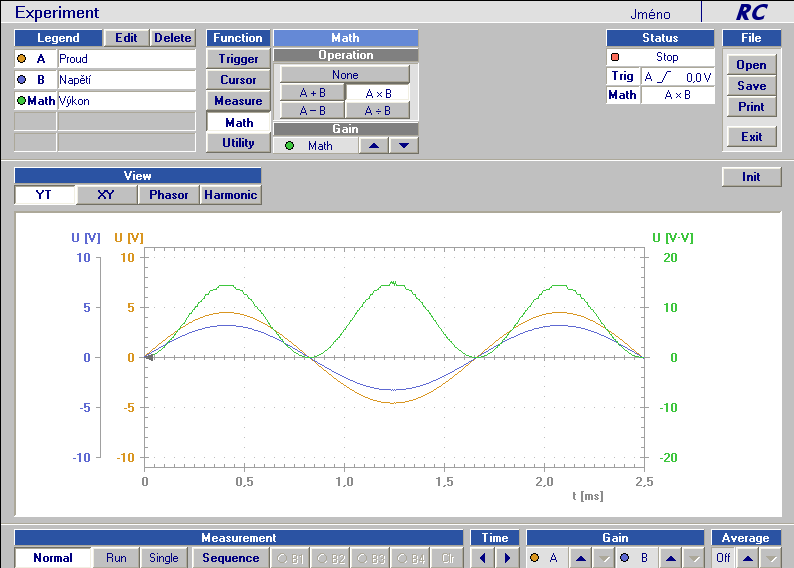 Experiment Jméno RC
Legend Edit Delete Function Math Status File
A Proud Trigger Operation Stop Open
B Napětí Cursor None Trig A 0,0 V Save
Math Výkon Measure A + B A × B Math A × B Print
Math A − B A ÷ B
Utility Gain Exit
Math
View Init
YT XY Phasor Harmonic
U [V] U [V] U [V·V]
10 10 20
5 5 10
0 0 0
-5 -5 -10
-10 -10 -20
0 0,5 1,0 1,5 2,0 2,5
t [ms]
Measurement Time Gain Average
Normal Run Single Sequence B1 B2 B3 B4 Clr A B Off